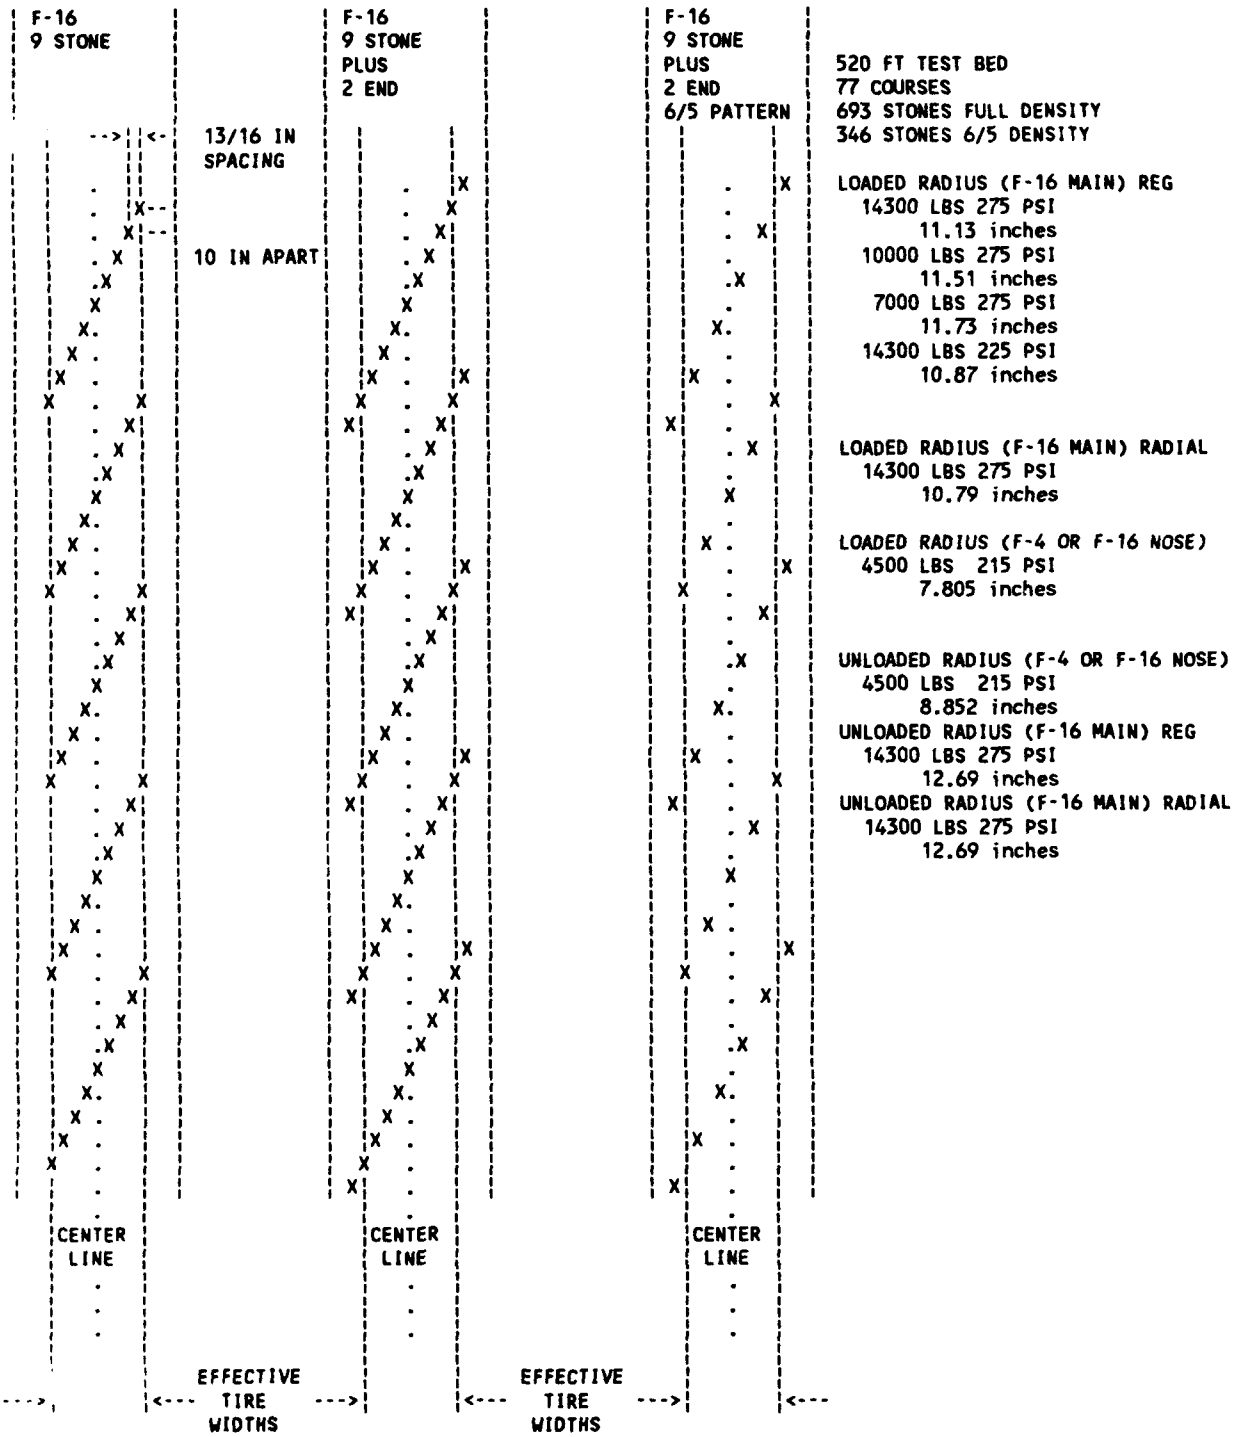 F-16
9 STONE
F-16
9 STONE
PLUS
2 END
F-16
9 STONE
PLUS
2 END
6/5 PATTERN
520 FT TEST BED
77 COURSES
693 STONES FULL DENSITY
346 STONES 6/5 DENSITY
13/16 IN
SPACING
10 IN APART
LOADED RADIUS (F-16 MAIN) REG
14300 LBS 275 PSI
11.13 inches
10000 LBS 275 PSI
11.51 inches
7000 LBS 275 PSI
11.73 inches
14300 LBS 225 PSI
10.87 inches
LOADED RADIUS (F-16 MAIN) RADIAL
14300 LBS 275 PSI
10.79 inches
LOADED RADIUS (F-4 OR F-16 NOSE)
4500 LBS 215 PSI
7.805 inches
UNLOADED RADIUS (F-4 OR F-16 NOSE)
4500 LBS 215 PSI
8.852 inches
UNLOADED RADIUS (F-16 MAIN) REG
14300 LBS 275 PSI
12.69 inches
UNLOADED RADIUS (F-16 MAIN) RADIAL
14300 LBS 275 PSI
12.69 inches
CENTER
LINE
CENTER
LINE
CENTER
LINE
EFFECTIVE
TIRE
WIDTHS
EFFECTIVE
TIRE
WIDTHS